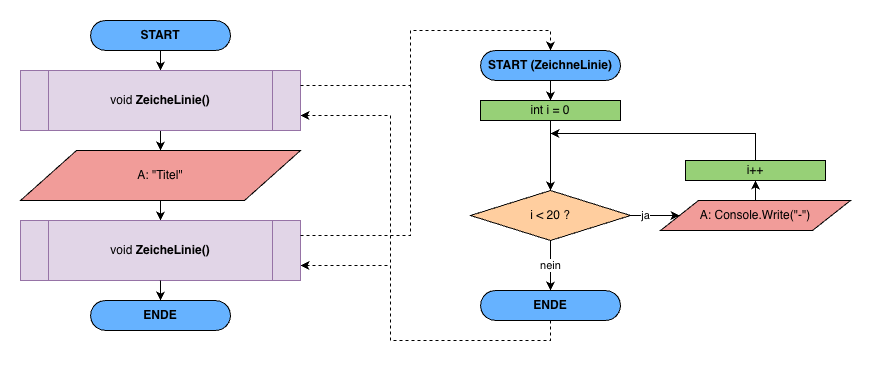 START
void ZeicheLinie()
A: "Titel"
void ZeicheLinie()
ENDE
START (ZeichneLinie)
int i = 0
i++
i < 20 ?
ja
A: Console.Write("-")
nein
ENDE